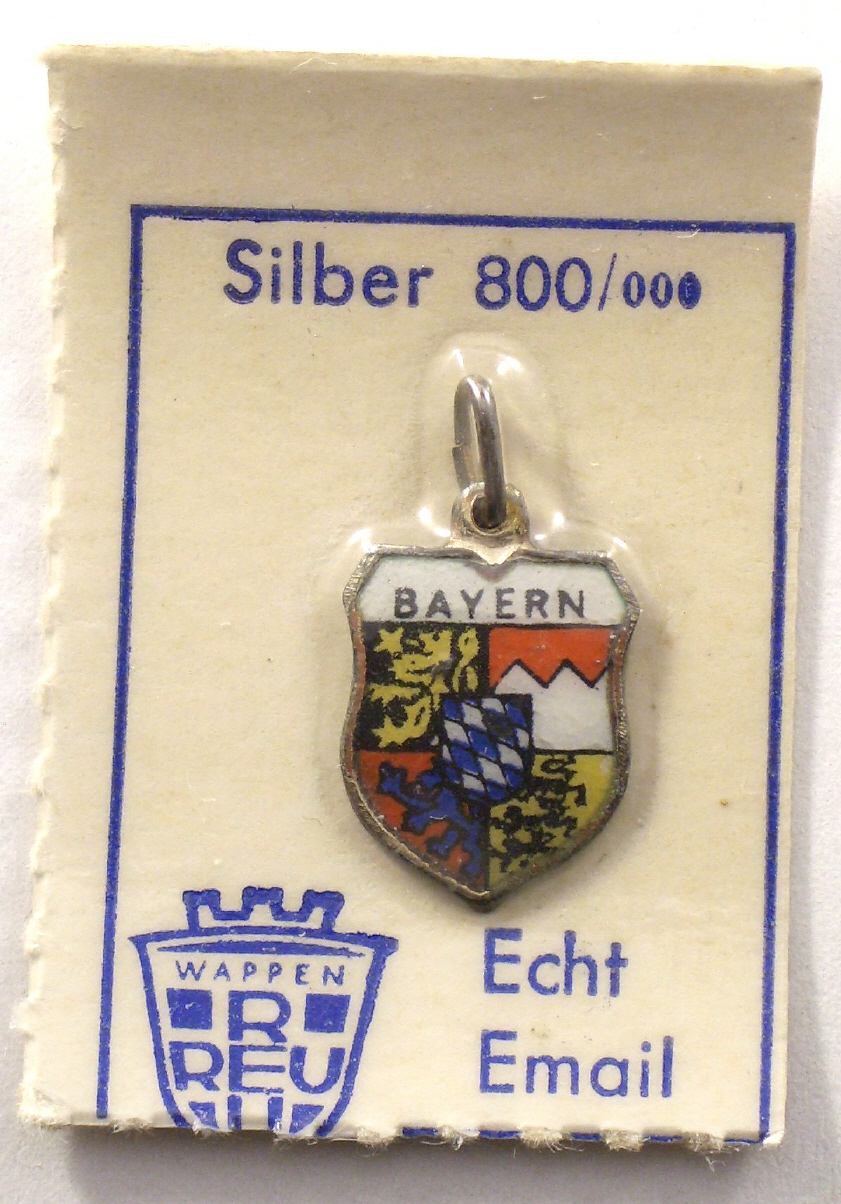 Silber 800/000
BAYERN
WAPPEN
R
REU
Echt
Email